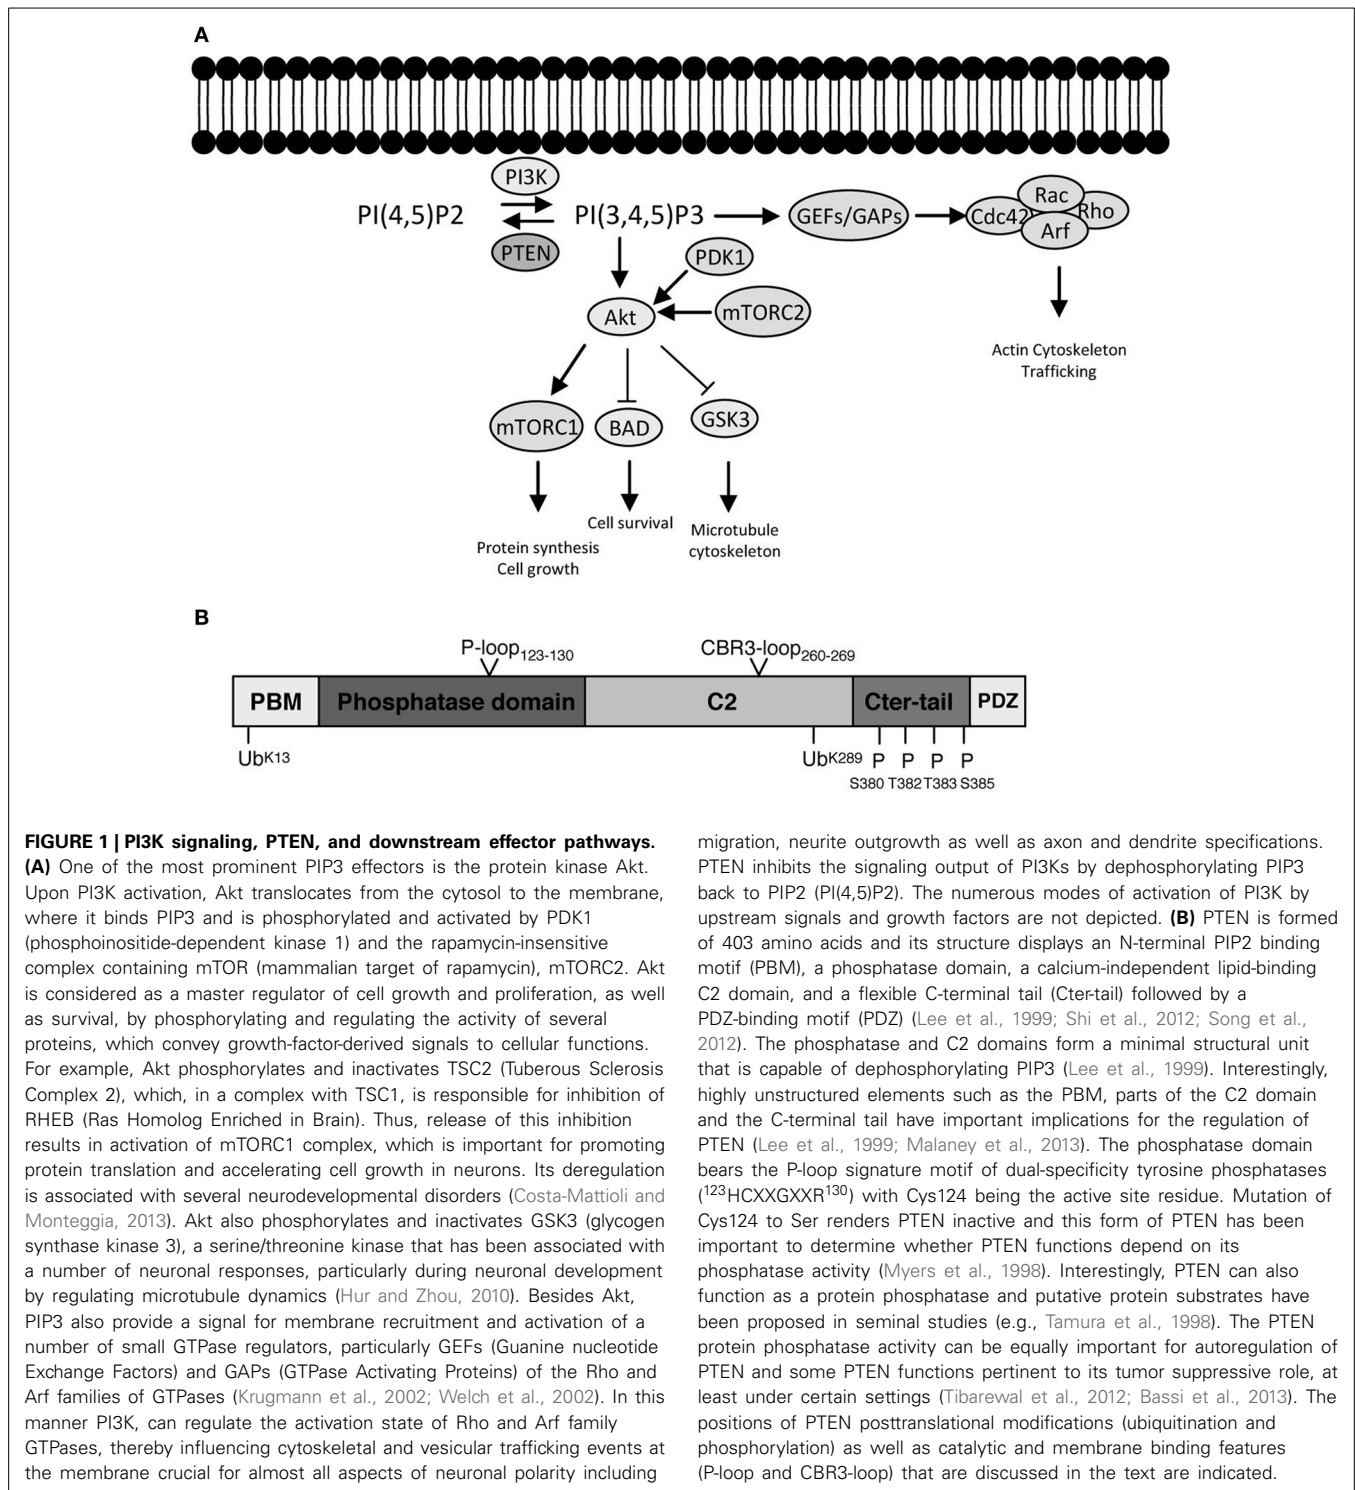 A
PI3K
PI(4,5)P2
PI(3,4,5)P3
GEFs/GAPs
Cdc42
Rac
Rho
Arf
PTEN
PDK1
Akt
mTORC2
Actin Cytoskeleton
Trafficking
mTORC1
BAD
GSK3
Cell survival
Microtubule
cytoskeleton
Protein synthesis
Cell growth
B
P-loop123-130
CBR3-loop260-269
PBM
Phosphatase domain
C2
Cter-tail
PDZ
UbK13
UbK289
P P P P
S380 T382 T383 S385
FIGURE 1 | PI3K signaling, PTEN, and downstream effector pathways.
(A) One of the most prominent PIP3 effectors is the protein kinase Akt.
Upon PI3K activation, Akt translocates from the cytosol to the membrane,
where it binds PIP3 and is phosphorylated and activated by PDK1
(phosphoinositide-dependent kinase 1) and the rapamycin-insensitive
complex containing mTOR (mammalian target of rapamycin), mTORC2. Akt
is considered as a master regulator of cell growth and proliferation, as well
as survival, by phosphorylating and regulating the activity of several
proteins, which convey growth-factor-derived signals to cellular functions.
For example, Akt phosphorylates and inactivates TSC2 (Tuberous Sclerosis
Complex 2), which, in a complex with TSC1, is responsible for inhibition of
RHEB (Ras Homolog Enriched in Brain). Thus, release of this inhibition
results in activation of mTORC1 complex, which is important for promoting
protein translation and accelerating cell growth in neurons. Its deregulation
is associated with several neurodevelopmental disorders (Costa-Mattioli and
Monteggia, 2013). Akt also phosphorylates and inactivates GSK3 (glycogen
synthase kinase 3), a serine/threonine kinase that has been associated with
a number of neuronal responses, particularly during neuronal development
by regulating microtubule dynamics (Hur and Zhou, 2010). Besides Akt,
PIP3 also provide a signal for membrane recruitment and activation of a
number of small GTPase regulators, particularly GEFs (Guanine nucleotide
Exchange Factors) and GAPs (GTPase Activating Proteins) of the Rho and
Arf families of GTPases (Krugmann et al., 2002; Welch et al., 2002). In this
manner PI3K, can regulate the activation state of Rho and Arf family
GTPases, thereby influencing cytoskeletal and vesicular trafficking events at
the membrane crucial for almost all aspects of neuronal polarity including
migration, neurite outgrowth as well as axon and dendrite specifications.
PTEN inhibits the signaling output of PI3Ks by dephosphorylating PIP3
back to PIP2 (PI(4,5)P2). The numerous modes of activation of PI3K by
upstream signals and growth factors are not depicted. (B) PTEN is formed
of 403 amino acids and its structure displays an N-terminal PIP2 binding
motif (PBM), a phosphatase domain, a calcium-independent lipid-binding
C2 domain, and a flexible C-terminal tail (Cter-tail) followed by a
PDZ-binding motif (PDZ) (Lee et al., 1999; Shi et al., 2012; Song et al.,
2012). The phosphatase and C2 domains form a minimal structural unit
that is capable of dephosphorylating PIP3 (Lee et al., 1999). Interestingly,
highly unstructured elements such as the PBM, parts of the C2 domain
and the C-terminal tail have important implications for the regulation of
PTEN (Lee et al., 1999; Malaney et al., 2013). The phosphatase domain
bears the P-loop signature motif of dual-specificity tyrosine phosphatases
(¹²³HCXXGXXR¹³⁰) with Cys124 being the active site residue. Mutation of
Cys124 to Ser renders PTEN inactive and this form of PTEN has been
important to determine whether PTEN functions depend on its
phosphatase activity (Myers et al., 1998). Interestingly, PTEN can also
function as a protein phosphatase and putative protein substrates have
been proposed in seminal studies (e.g., Tamura et al., 1998). The PTEN
protein phosphatase activity can be equally important for autoregulation of
PTEN and some PTEN functions pertinent to its tumor suppressive role, at
least under certain settings (Tibarewal et al., 2012; Bassi et al., 2013). The
positions of PTEN posttranslational modifications (ubiquitination and
phosphorylation) as well as catalytic and membrane binding features
(P-loop and CBR3-loop) that are discussed in the text are indicated.